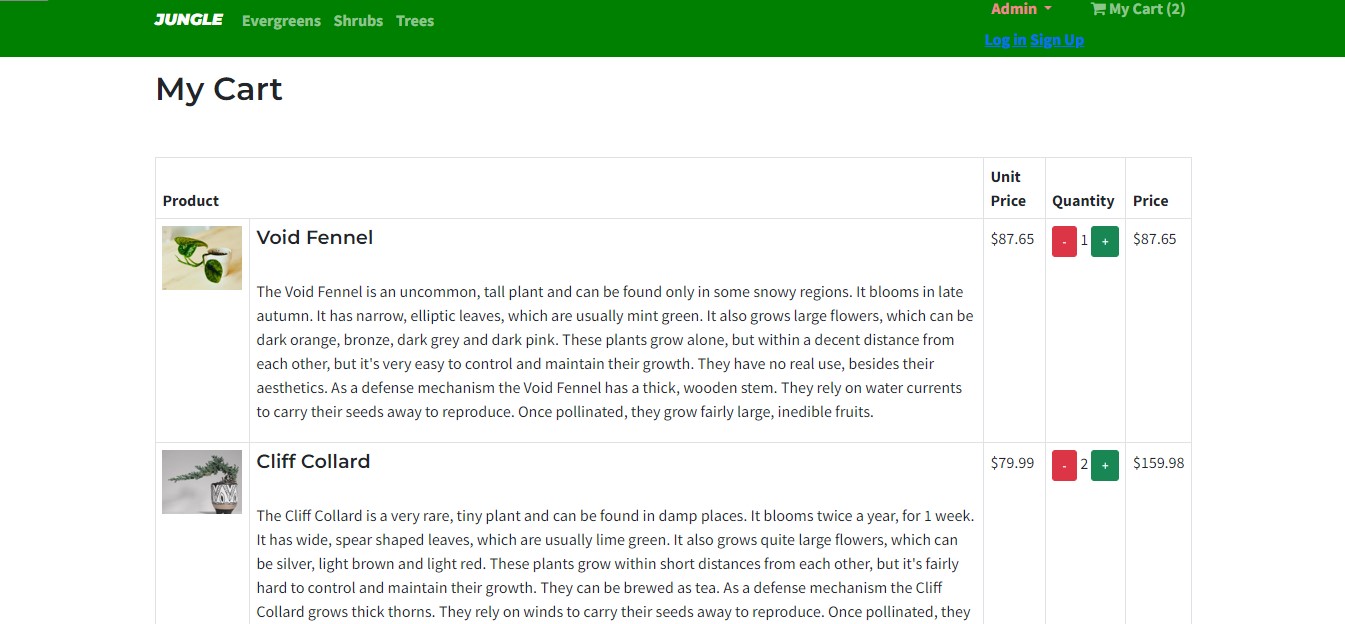 JUNGLE Evergreens Shrubs Trees Admin My Cart (2)
Log in Sign Up
My Cart
Product Unit Price Quantity Price
Void Fennel $87.65 - 1 + $87.65
The Void Fennel is an uncommon, tall plant and can be found only in some snowy regions. It blooms in late
autumn. It has narrow, elliptic leaves, which are usually mint green. It also grows large flowers, which can be
dark orange, bronze, dark grey and dark pink. These plants grow alone, but within a decent distance from
each other, but it's very easy to control and maintain their growth. They have no real use, besides their
aesthetics. As a defense mechanism the Void Fennel has a thick, wooden stem. They rely on water currents
to carry their seeds away to reproduce. Once pollinated, they grow fairly large, inedible fruits.
Cliff Collard $79.99 - 2 + $159.98
The Cliff Collard is a very rare, tiny plant and can be found in damp places. It blooms twice a year, for 1 week.
It has wide, spear shaped leaves, which are usually lime green. It also grows quite large flowers, which can
be silver, light brown and light red. These plants grow within short distances from each other, but it's fairly
hard to control and maintain their growth. They can be brewed as tea. As a defense mechanism the Cliff
Collard grows thick thorns. They rely on winds to carry their seeds away to reproduce. Once pollinated, they